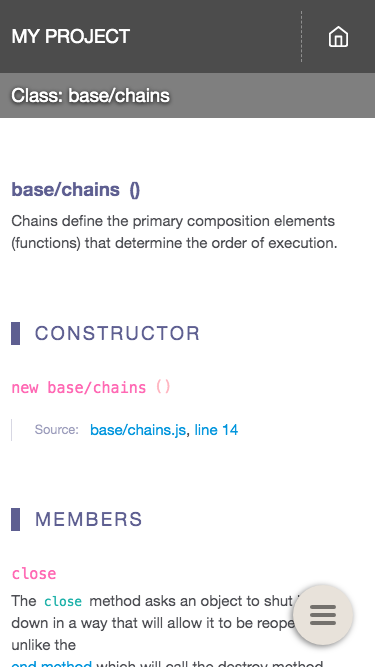 MY PROJECT
Class: base/chains
base/chains ()
Chains define the primary composition elements
(functions) that determine the order of execution.
CONSTRUCTOR
new base/chains ()
Source: base/chains.js, line 14
MEMBERS
close
The close method asks an object to shut
down in a way that will allow it to be
unlike the
end method which will call the destroy method